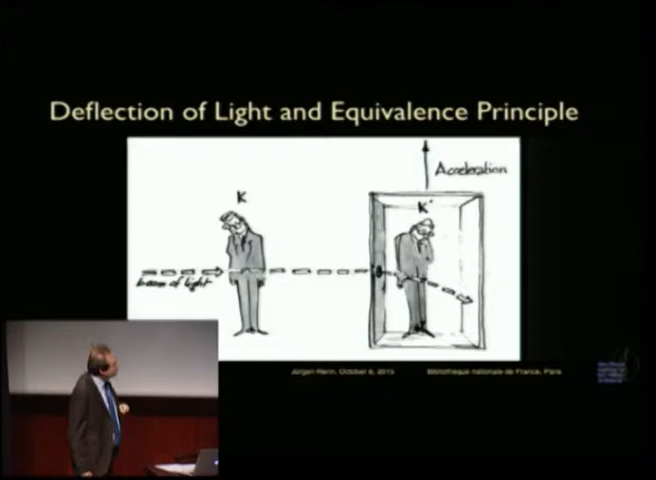 Deflection of Light and Equivalence Principle
Acceleration
K
K'
beam of light
Jürgen Renn, October 6, 2015
Bibliothèque nationale de France, Paris